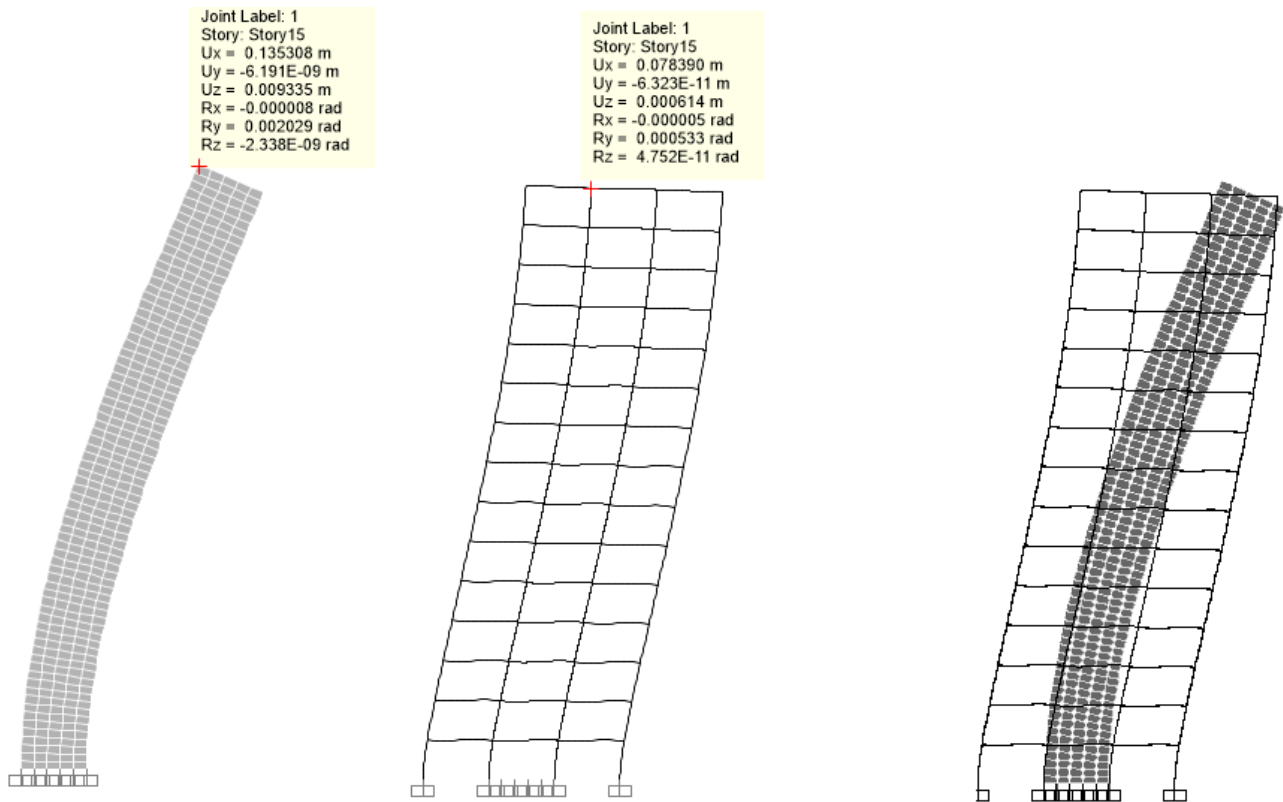 Joint Label: 1
Story: Story15
Ux = 0.135308 m
Uy = -6.191E-09 m
Uz = 0.009335 m
Rx = -0.000008 rad
Ry = 0.002029 rad
Rz = -2.338E-09 rad
Joint Label: 1
Story: Story15
Ux = 0.078390 m
Uy = -6.323E-11 m
Uz = 0.000614 m
Rx = -0.000005 rad
Ry = 0.000533 rad
Rz = 4.752E-11 rad